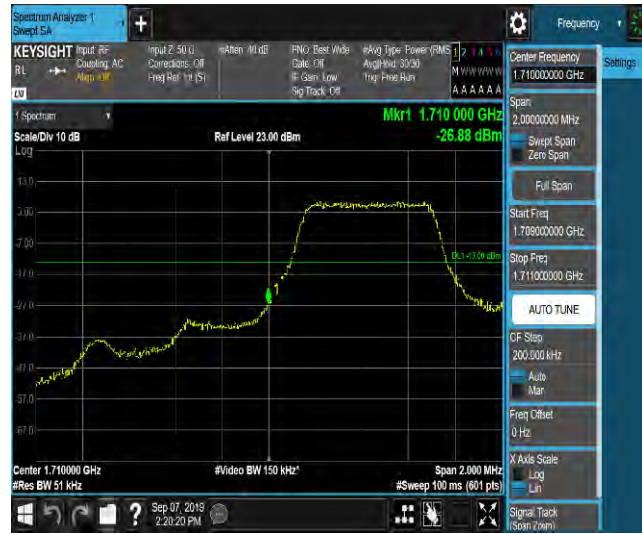 Spectrum Analyzer 1
Swept SA
Frequency
KEYSIGHT
RL
Input: RF
Coupling: AC
Align: Off
Input Z: 50 Ω
Corrections: Off
Freq Ref: Int (S)
#Atten: 40 dB
PNO: Best Wide
Gate: Off
IF Gain: Low
Sig Track: Off
#Avg Type: Power (RMS
Avg|Hold: 30/30
Trig: Free Run
A A A A A A
1 Spectrum
Mkr1 1.710 000 GHz
Scale/Div 10 dB
Ref Level 23.00 dBm
-26.88 dBm
Log
13.0
3.00
-7.00
DL1 -13.00 dBm
-17.0
-27.0
-37.0
-47.0
-57.0
-67.0
1
Center 1.710000 GHz
#Video BW 150 kHz*
Span 2.000 MHz
#Res BW 51 kHz
#Sweep 100 ms (601 pts)
Center Frequency
1.710000000 GHz
Settings
Span
2.00000000 MHz
Swept Span
Zero Span
Full Span
Start Freq
1.709000000 GHz
Stop Freq
1.711000000 GHz
AUTO TUNE
CF Step
200.000 kHz
Auto
Man
Freq Offset
0 Hz
X Axis Scale
Log
Lin
Signal Track
(Span Zoom)
Sep 07, 2019
2:20:20 PM